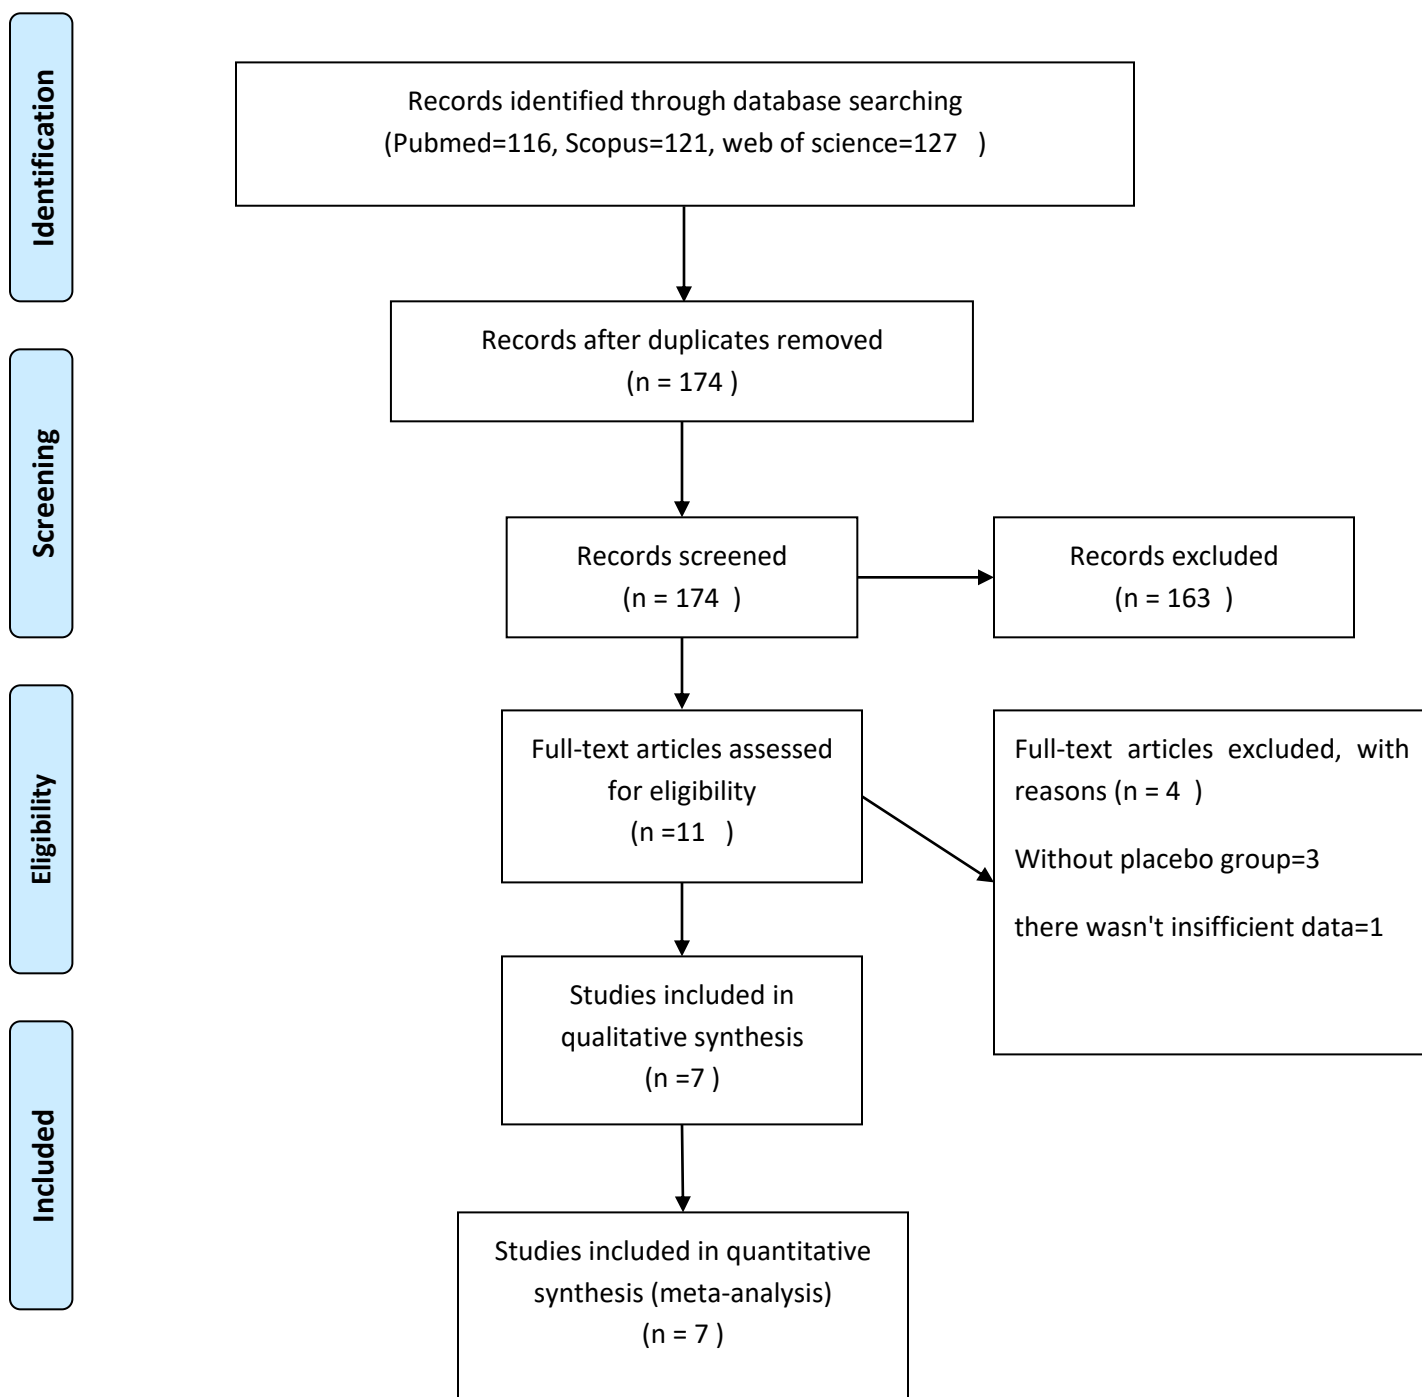 Identification
Records identified through database searching
(Pubmed=116, Scopus=121, web of science=127 )
Records after duplicates removed
(n = 174 )
Screening
Records screened
(n = 174 )
Records excluded
(n = 163 )
Eligibility
Full-text articles assessed
for eligibility
(n =11 )
Full-text articles excluded, with
reasons (n = 4 )
Without placebo group=3
there wasn't insifficient data=1
Studies included in
qualitative synthesis
(n =7 )
Included
Studies included in quantitative
synthesis (meta-analysis)
(n = 7 )